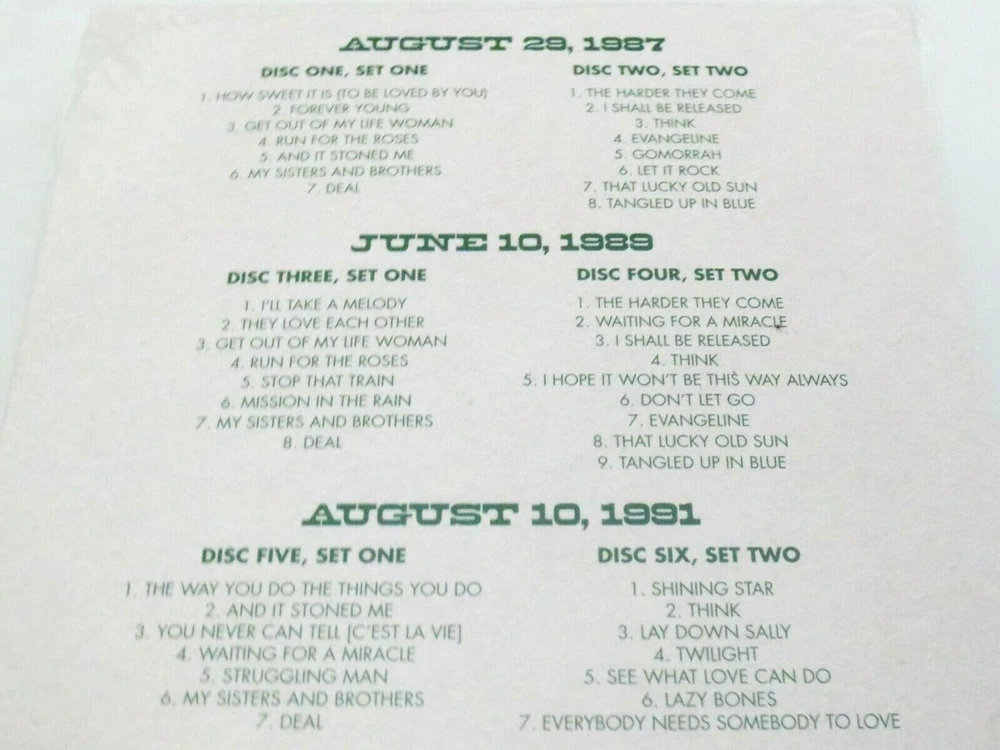 AUGUST 29, 1987
DISC ONE, SET ONE
1. HOW SWEET IT IS (TO BE LOVED BY YOU)
2. FOREVER YOUNG
3. GET OUT OF MY LIFE WOMAN
4. RUN FOR THE ROSES
5. AND IT STONED ME
6. MY SISTERS AND BROTHERS
7. DEAL
DISC TWO, SET TWO
1. THE HARDER THEY COME
2. I SHALL BE RELEASED
3. THINK
4. EVANGELINE
5. GOMORRAH
6. LET IT ROCK
7. THAT LUCKY OLD SUN
8. TANGLED UP IN BLUE
JUNE 10, 1989
DISC THREE, SET ONE
1. I'LL TAKE A MELODY
2. THEY LOVE EACH OTHER
3. GET OUT OF MY LIFE WOMAN
4. RUN FOR THE ROSES
5. STOP THAT TRAIN
6. MISSION IN THE RAIN
7. MY SISTERS AND BROTHERS
8. DEAL
DISC FOUR, SET TWO
1. THE HARDER THEY COME
2. WAITING FOR A MIRACLE
3. I SHALL BE RELEASED
4. THINK
5. I HOPE IT WON'T BE THIS WAY ALWAYS
6. DON'T LET GO
7. EVANGELINE
8. THAT LUCKY OLD SUN
9. TANGLED UP IN BLUE
AUGUST 10, 1991
DISC FIVE, SET ONE
1. THE WAY YOU DO THE THINGS YOU DO
2. AND IT STONED ME
3. YOU NEVER CAN TELL [C'EST LA VIE]
4. WAITING FOR A MIRACLE
5. STRUGGLING MAN
6. MY SISTERS AND BROTHERS
7. DEAL
DISC SIX, SET TWO
1. SHINING STAR
2. THINK
3. LAY DOWN SALLY
4. TWILIGHT
5. SEE WHAT LOVE CAN DO
6. LAZY BONES
7. EVERYBODY NEEDS SOMEBODY TO LOVE